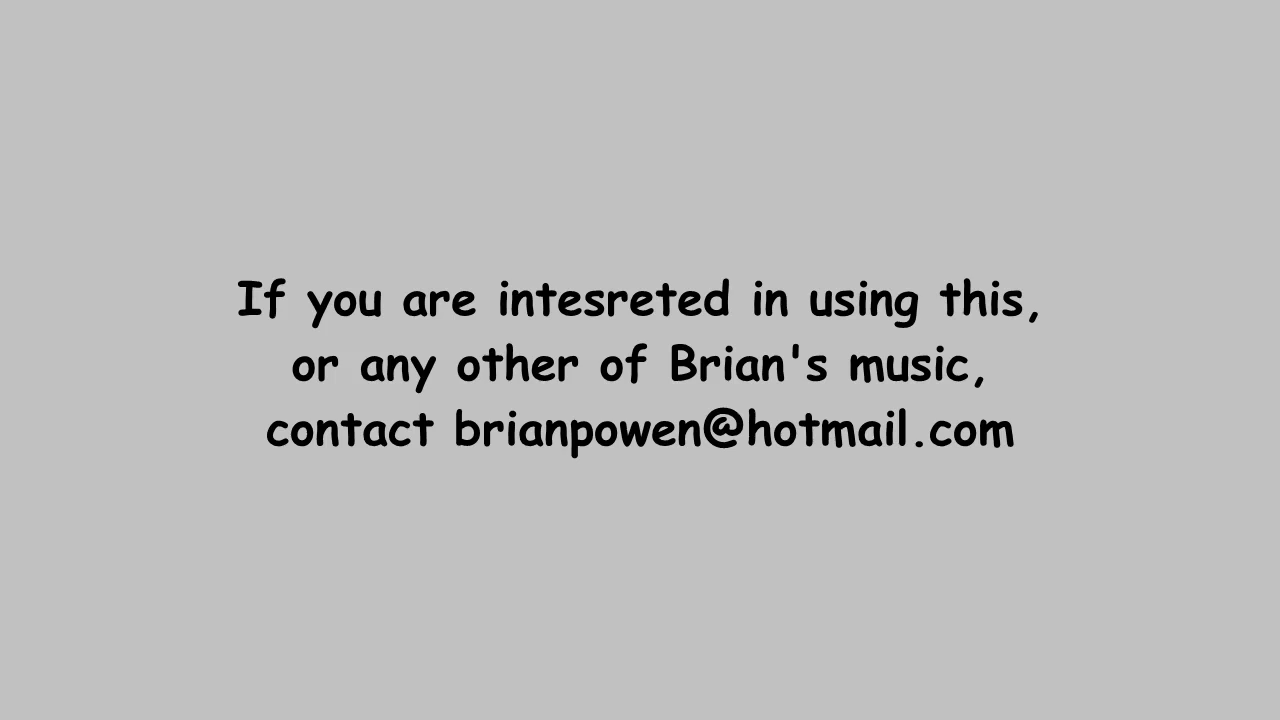 If you are intesreted in using this,
or any other of Brian's music,
contact brianpowen@hotmail.com